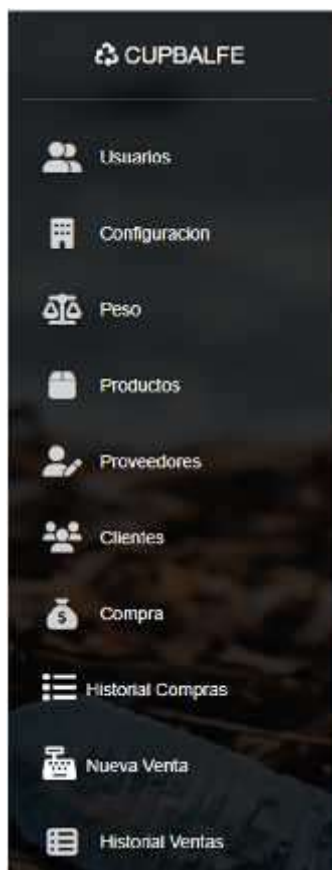 CUPBALFE
Usuarios
Configuracion
Peso
Productos
Proveedores
Clientes
Compra
Historial Compras
Nueva Venta
Historial Ventas